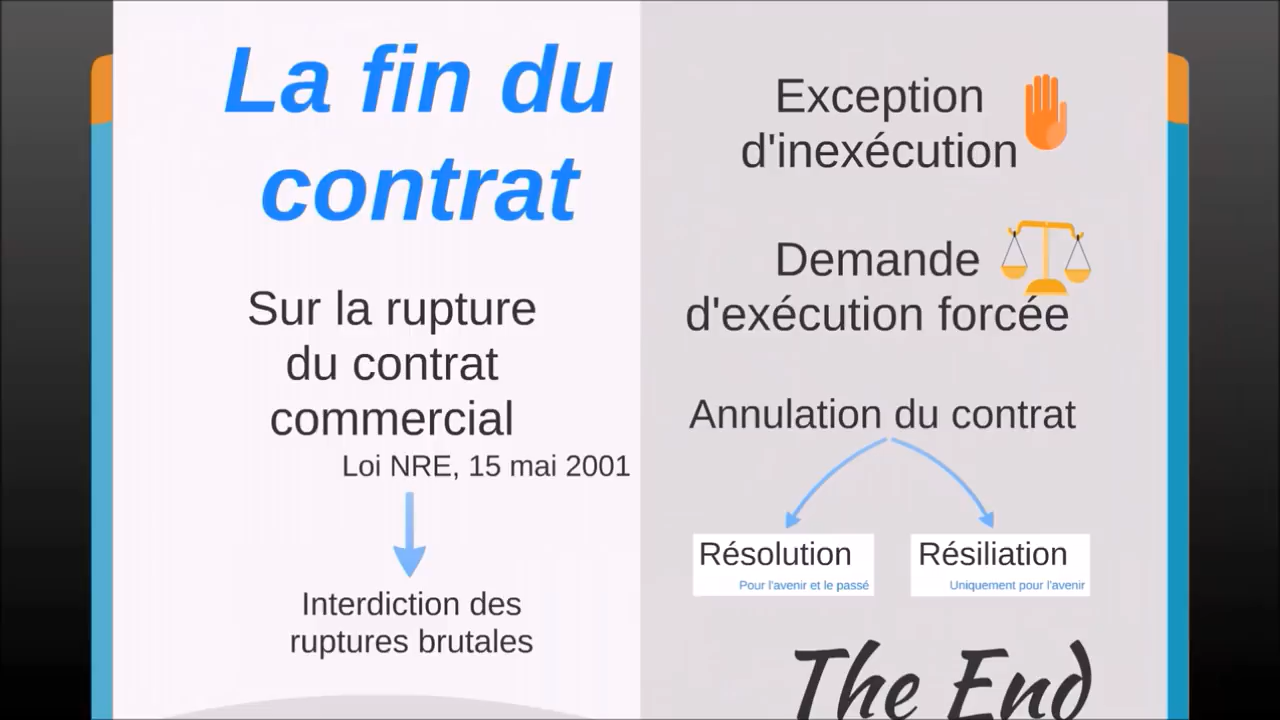 La fin du
contrat
Sur la rupture
du contrat
commercial
Loi NRE, 15 mai 2001
Interdiction des
ruptures brutales
Exception
d'inexécution
Demande
d'exécution forcée
Annulation du contrat
Résolution
Pour l'avenir et le passé
Résiliation
Uniquement pour l'avenir
The End